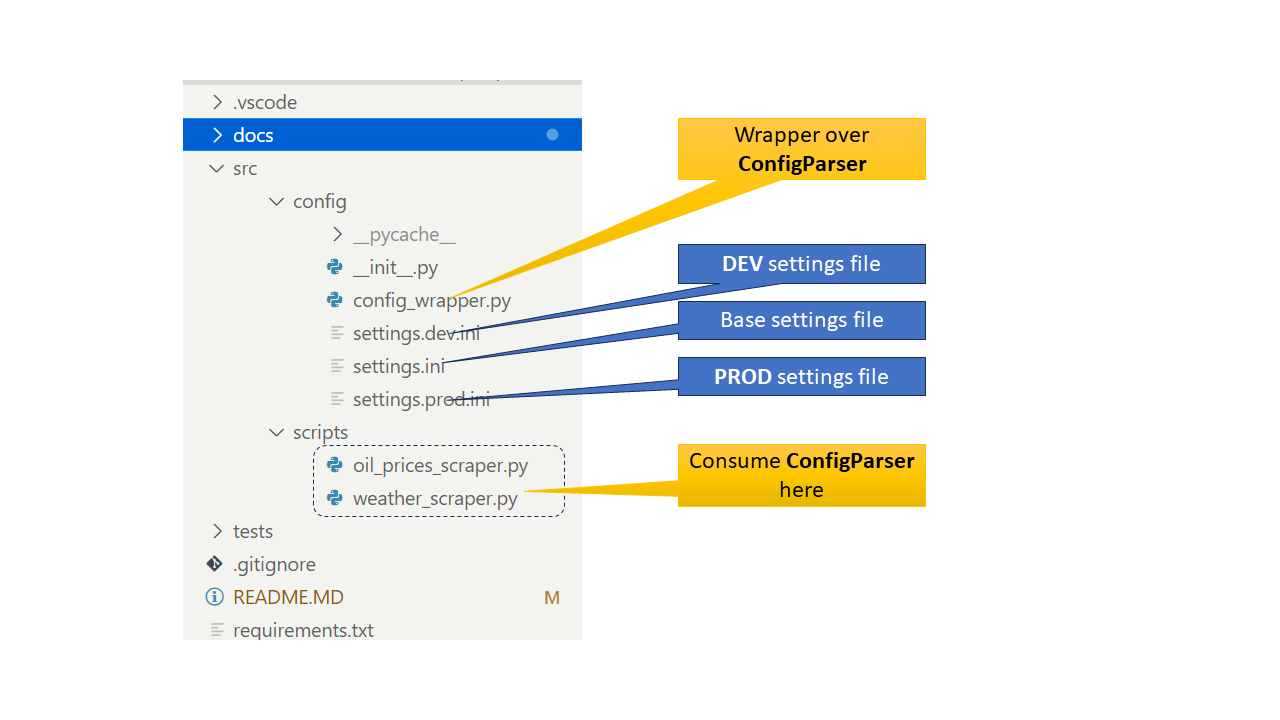 .vscode
docs
src
config
__pycache__
__init__.py
config_wrapper.py
settings.dev.ini
settings.ini
settings.prod.ini
scripts
oil_prices_scraper.py
weather_scraper.py
tests
.gitignore
README.MD M
requirements.txt
Wrapper over
ConfigParser
DEV settings file
Base settings file
PROD settings file
Consume ConfigParser
here